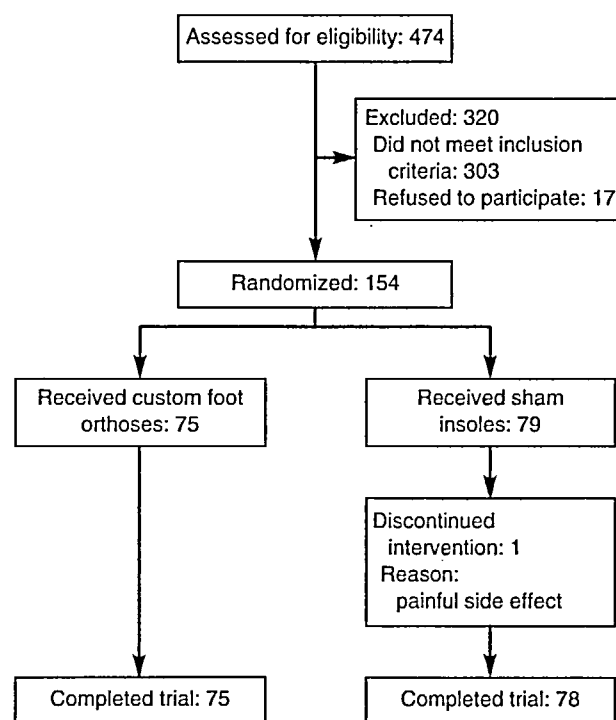 Assessed for eligibility: 474
Excluded: 320
Did not meet inclusion
criteria: 303
Refused to participate: 17
Randomized: 154
Received custom foot
orthoses: 75
Received sham
insoles: 79
Discontinued
intervention: 1
Reason:
painful side effect
Completed trial: 75
Completed trial: 78